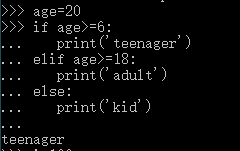 >>> age=20
>>> if age>=6:
...     print('teenager')
... elif age>=18:
...     print('adult')
... else:
...     print('kid')
...
teenager